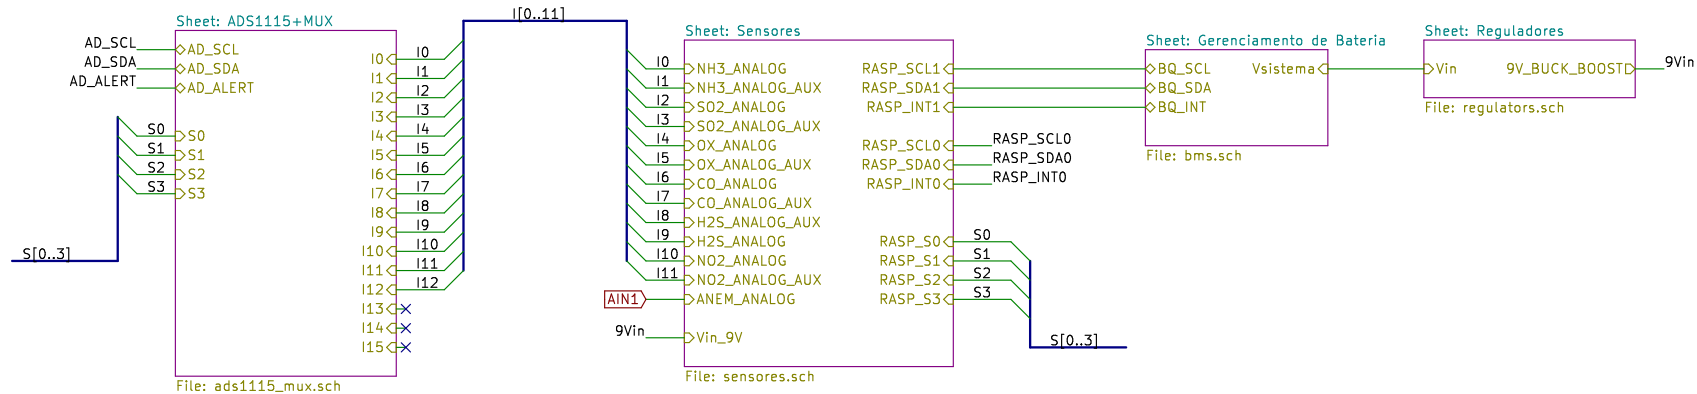 Sheet: ADS1115+MUX
AD_SCL
AD_SDA
AD_ALERT
AD_SCL
AD_SDA
AD_ALERT
S0
S1
S2
S3
S0
S1
S2
S3
S[0..3]
I0
I1
I2
I3
I4
I5
I6
I7
I8
I9
I10
I11
I12
I13
I14
I15
I0
I1
I2
I3
I4
I5
I6
I7
I8
I9
I10
I11
I12
File: ads1115_mux.sch
I[0..11]
Sheet: Sensores
I0
I1
I2
I3
I4
I5
I6
I7
I8
I9
I10
I11
AIN1
9Vin
NH3_ANALOG
NH3_ANALOG_AUX
SO2_ANALOG
SO2_ANALOG_AUX
OX_ANALOG
OX_ANALOG_AUX
CO_ANALOG
CO_ANALOG_AUX
H2S_ANALOG_AUX
H2S_ANALOG
NO2_ANALOG
NO2_ANALOG_AUX
ANEM_ANALOG
Vin_9V
RASP_SCL1
RASP_SDA1
RASP_INT1
RASP_SCL0
RASP_SDA0
RASP_INT0
RASP_S0
RASP_S1
RASP_S2
RASP_S3
RASP_SCL0
RASP_SDA0
RASP_INT0
S0
S1
S2
S3
S[0..3]
File: sensores.sch
Sheet: Gerenciamento de Bateria
BQ_SCL
BQ_SDA
BQ_INT
Vsistema
File: bms.sch
Sheet: Reguladores
Vin
9V_BUCK_BOOST
9Vin
File: regulators.sch